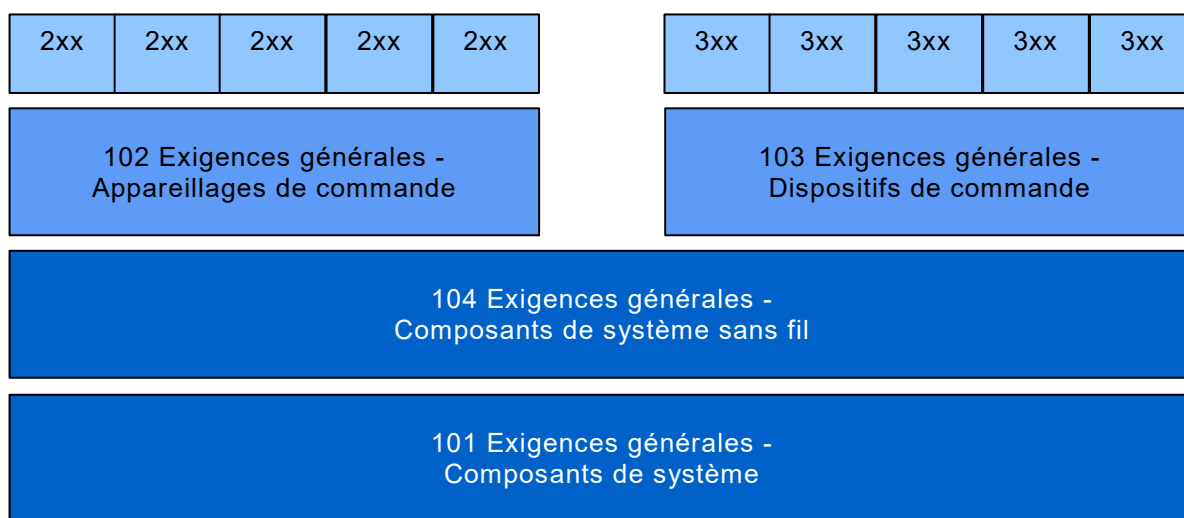 2xx 2xx 2xx 2xx 2xx 3xx 3xx 3xx 3xx 3xx
102 Exigences générales -
Appareillages de commande
103 Exigences générales -
Dispositifs de commande
104 Exigences générales -
Composants de système sans fil
101 Exigences générales -
Composants de système